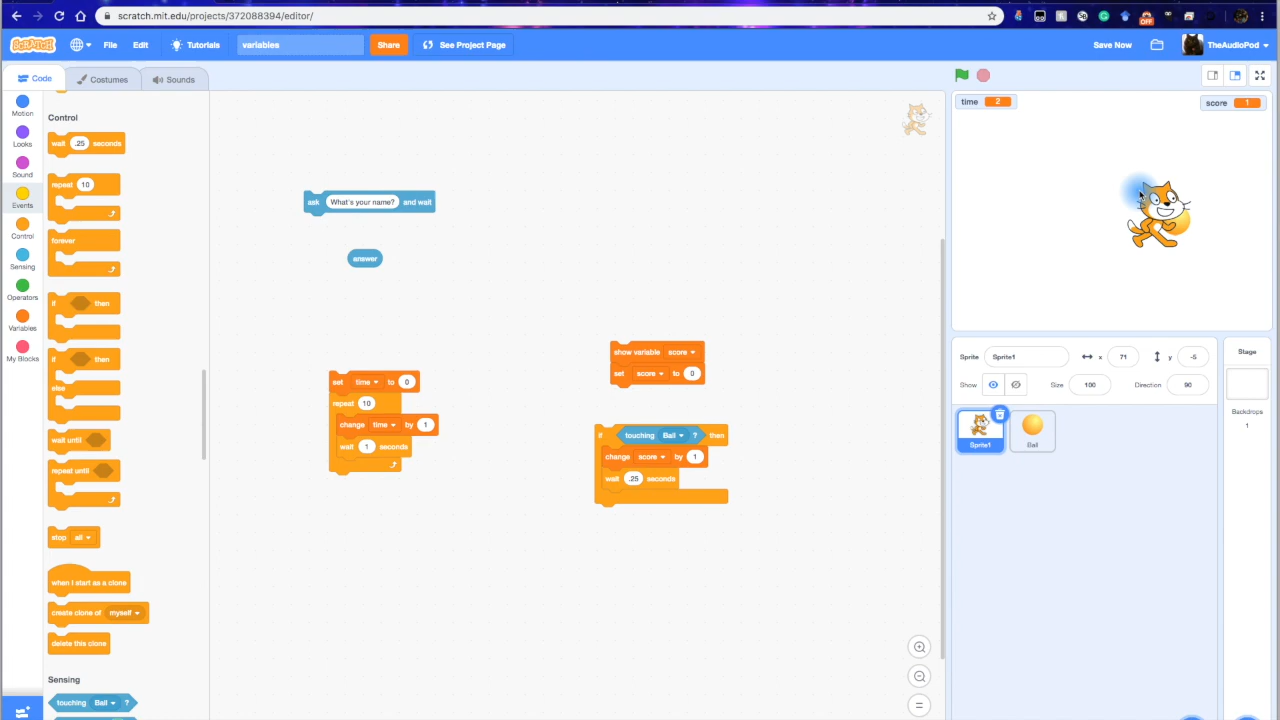 scratch.mit.edu/projects/372088394/editor/
OFF
SCRATCH File Edit Tutorials variables Share See Project Page Save Now TheAudioPod
Code Costumes Sounds
Motion
Looks
Sound
Events
Control
Sensing
Operators
Variables
My Blocks
Control
wait .25 seconds
repeat 10
forever
if then
if then
else
wait until
repeat until
stop all
when I start as a clone
create clone of myself
delete this clone
Sensing
touching Ball ?
ask What's your name? and wait
answer
set time to 0
repeat 10
change time by 1
wait 1 seconds
show variable score
set score to 0
if touching Ball ? then
change score by 1
wait .25 seconds
time 2
score 1
Sprite Sprite1 x 71 y -5
Show Size 100 Direction 90
Sprite1
Ball
Stage
Backdrops
1